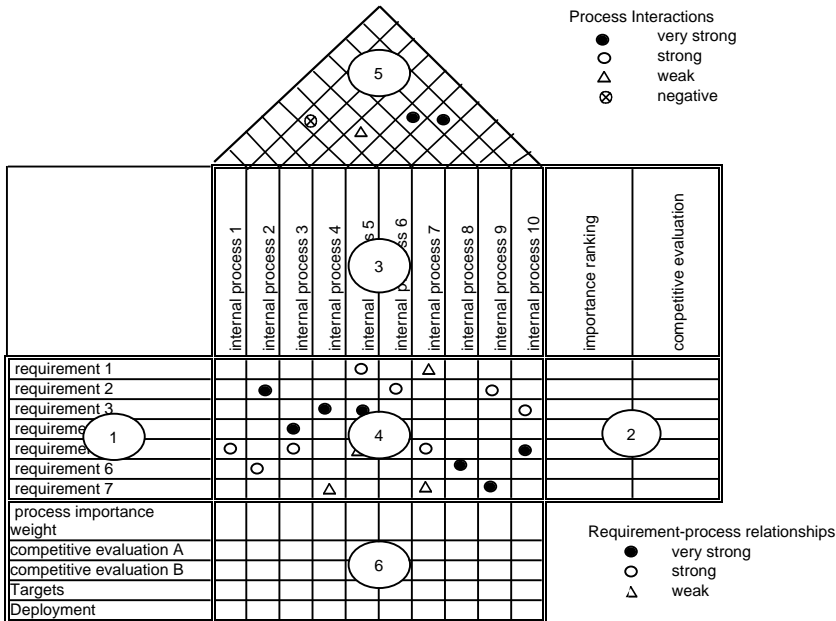 Process Interactions
very strong
strong
weak
negative
5
internal process 1
internal process 2
internal process 3
internal process 4
internal 5
internal 6
internal process 7
internal process 8
internal process 9
internal process 10
importance ranking
competitive evaluation
3
requirement 1
requirement 2
requirement 3
requirement 6
requirement 7
1
4
2
process importance
weight
competitive evaluation A
competitive evaluation B
Targets
Deployment
6
Requirement-process relationships
very strong
strong
weak